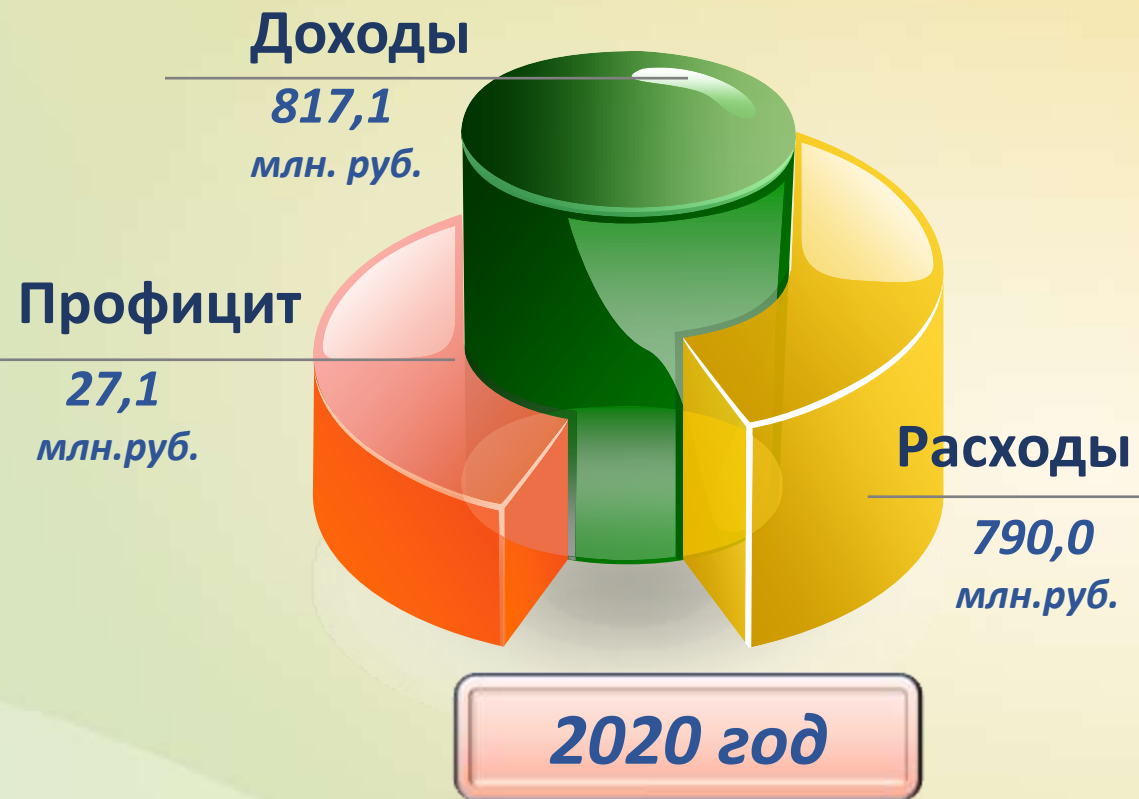 Доходы
817,1
млн. руб.
Профицит
27,1
млн.руб.
Расходы
790,0
млн.руб.
2020 год